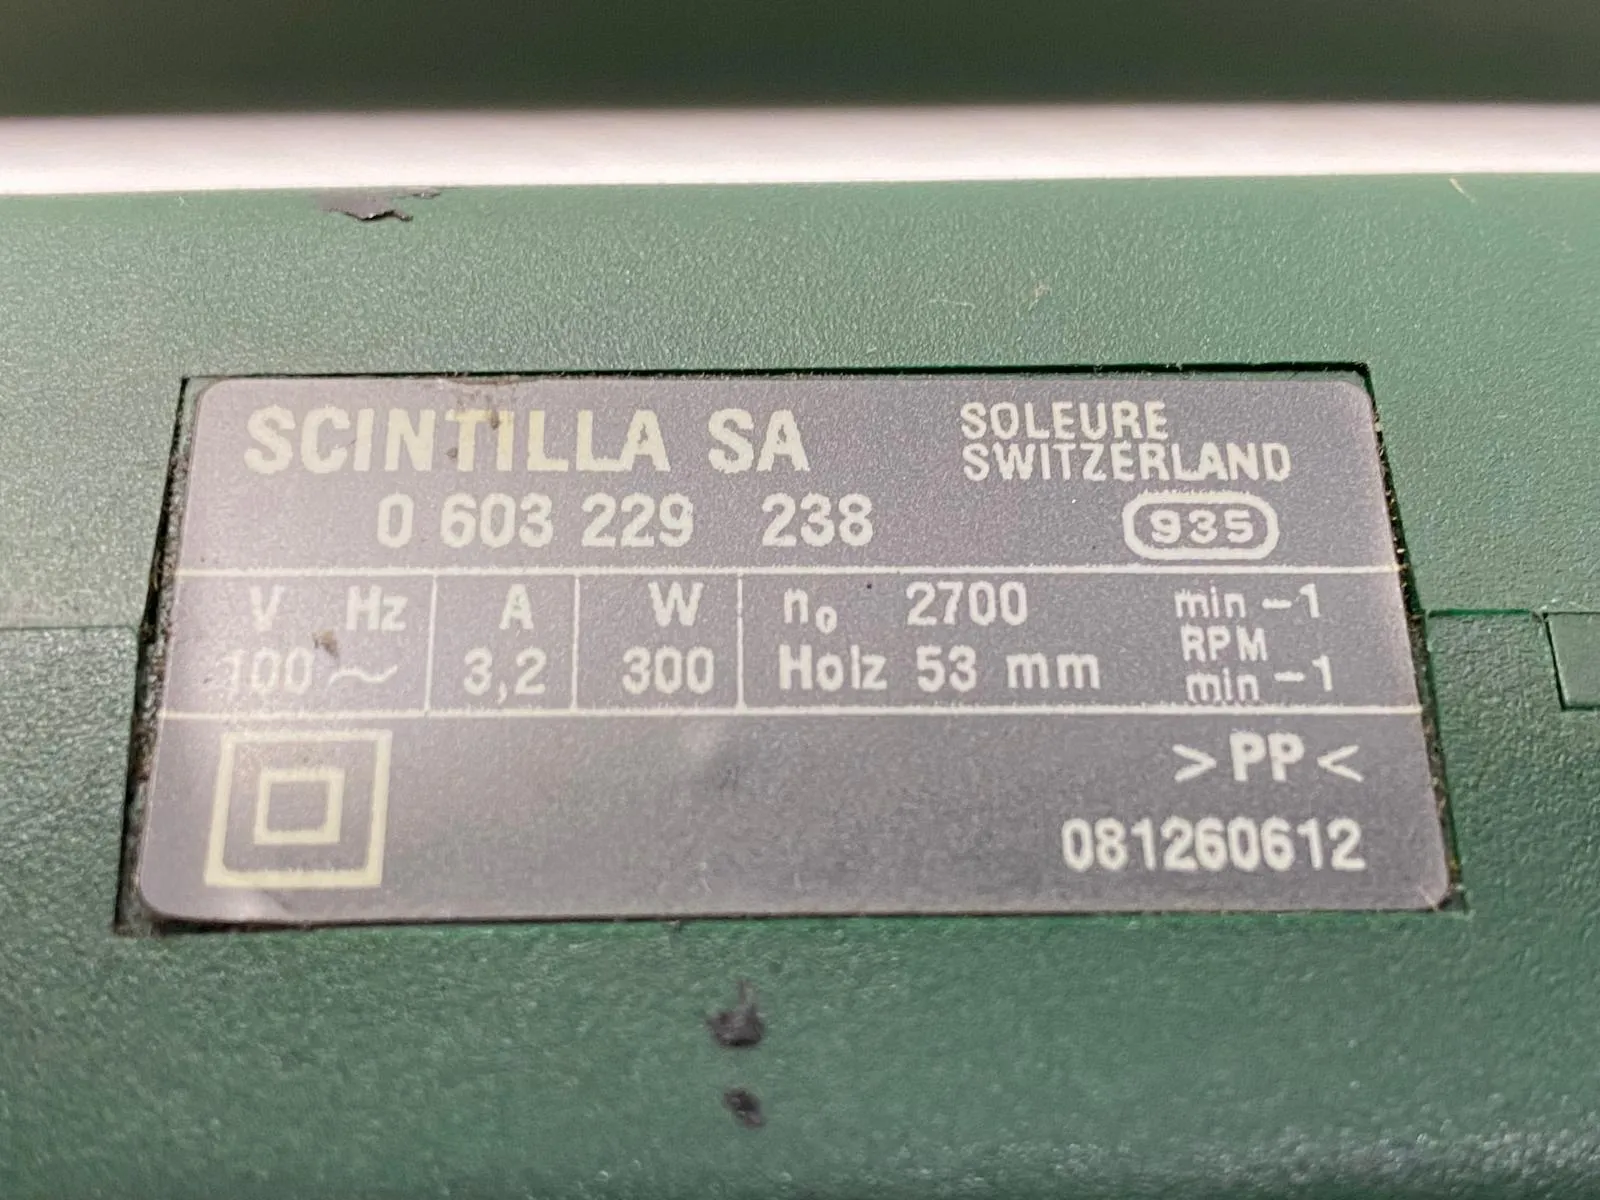 SCINTILLA SA
SOLEURE
SWITZERLAND
0 603 229 238
935
V Hz A W n₀ 2700 min -1
RPM
100 ~ 3,2 300 Holz 53 mm min -1
> PP <
081260612